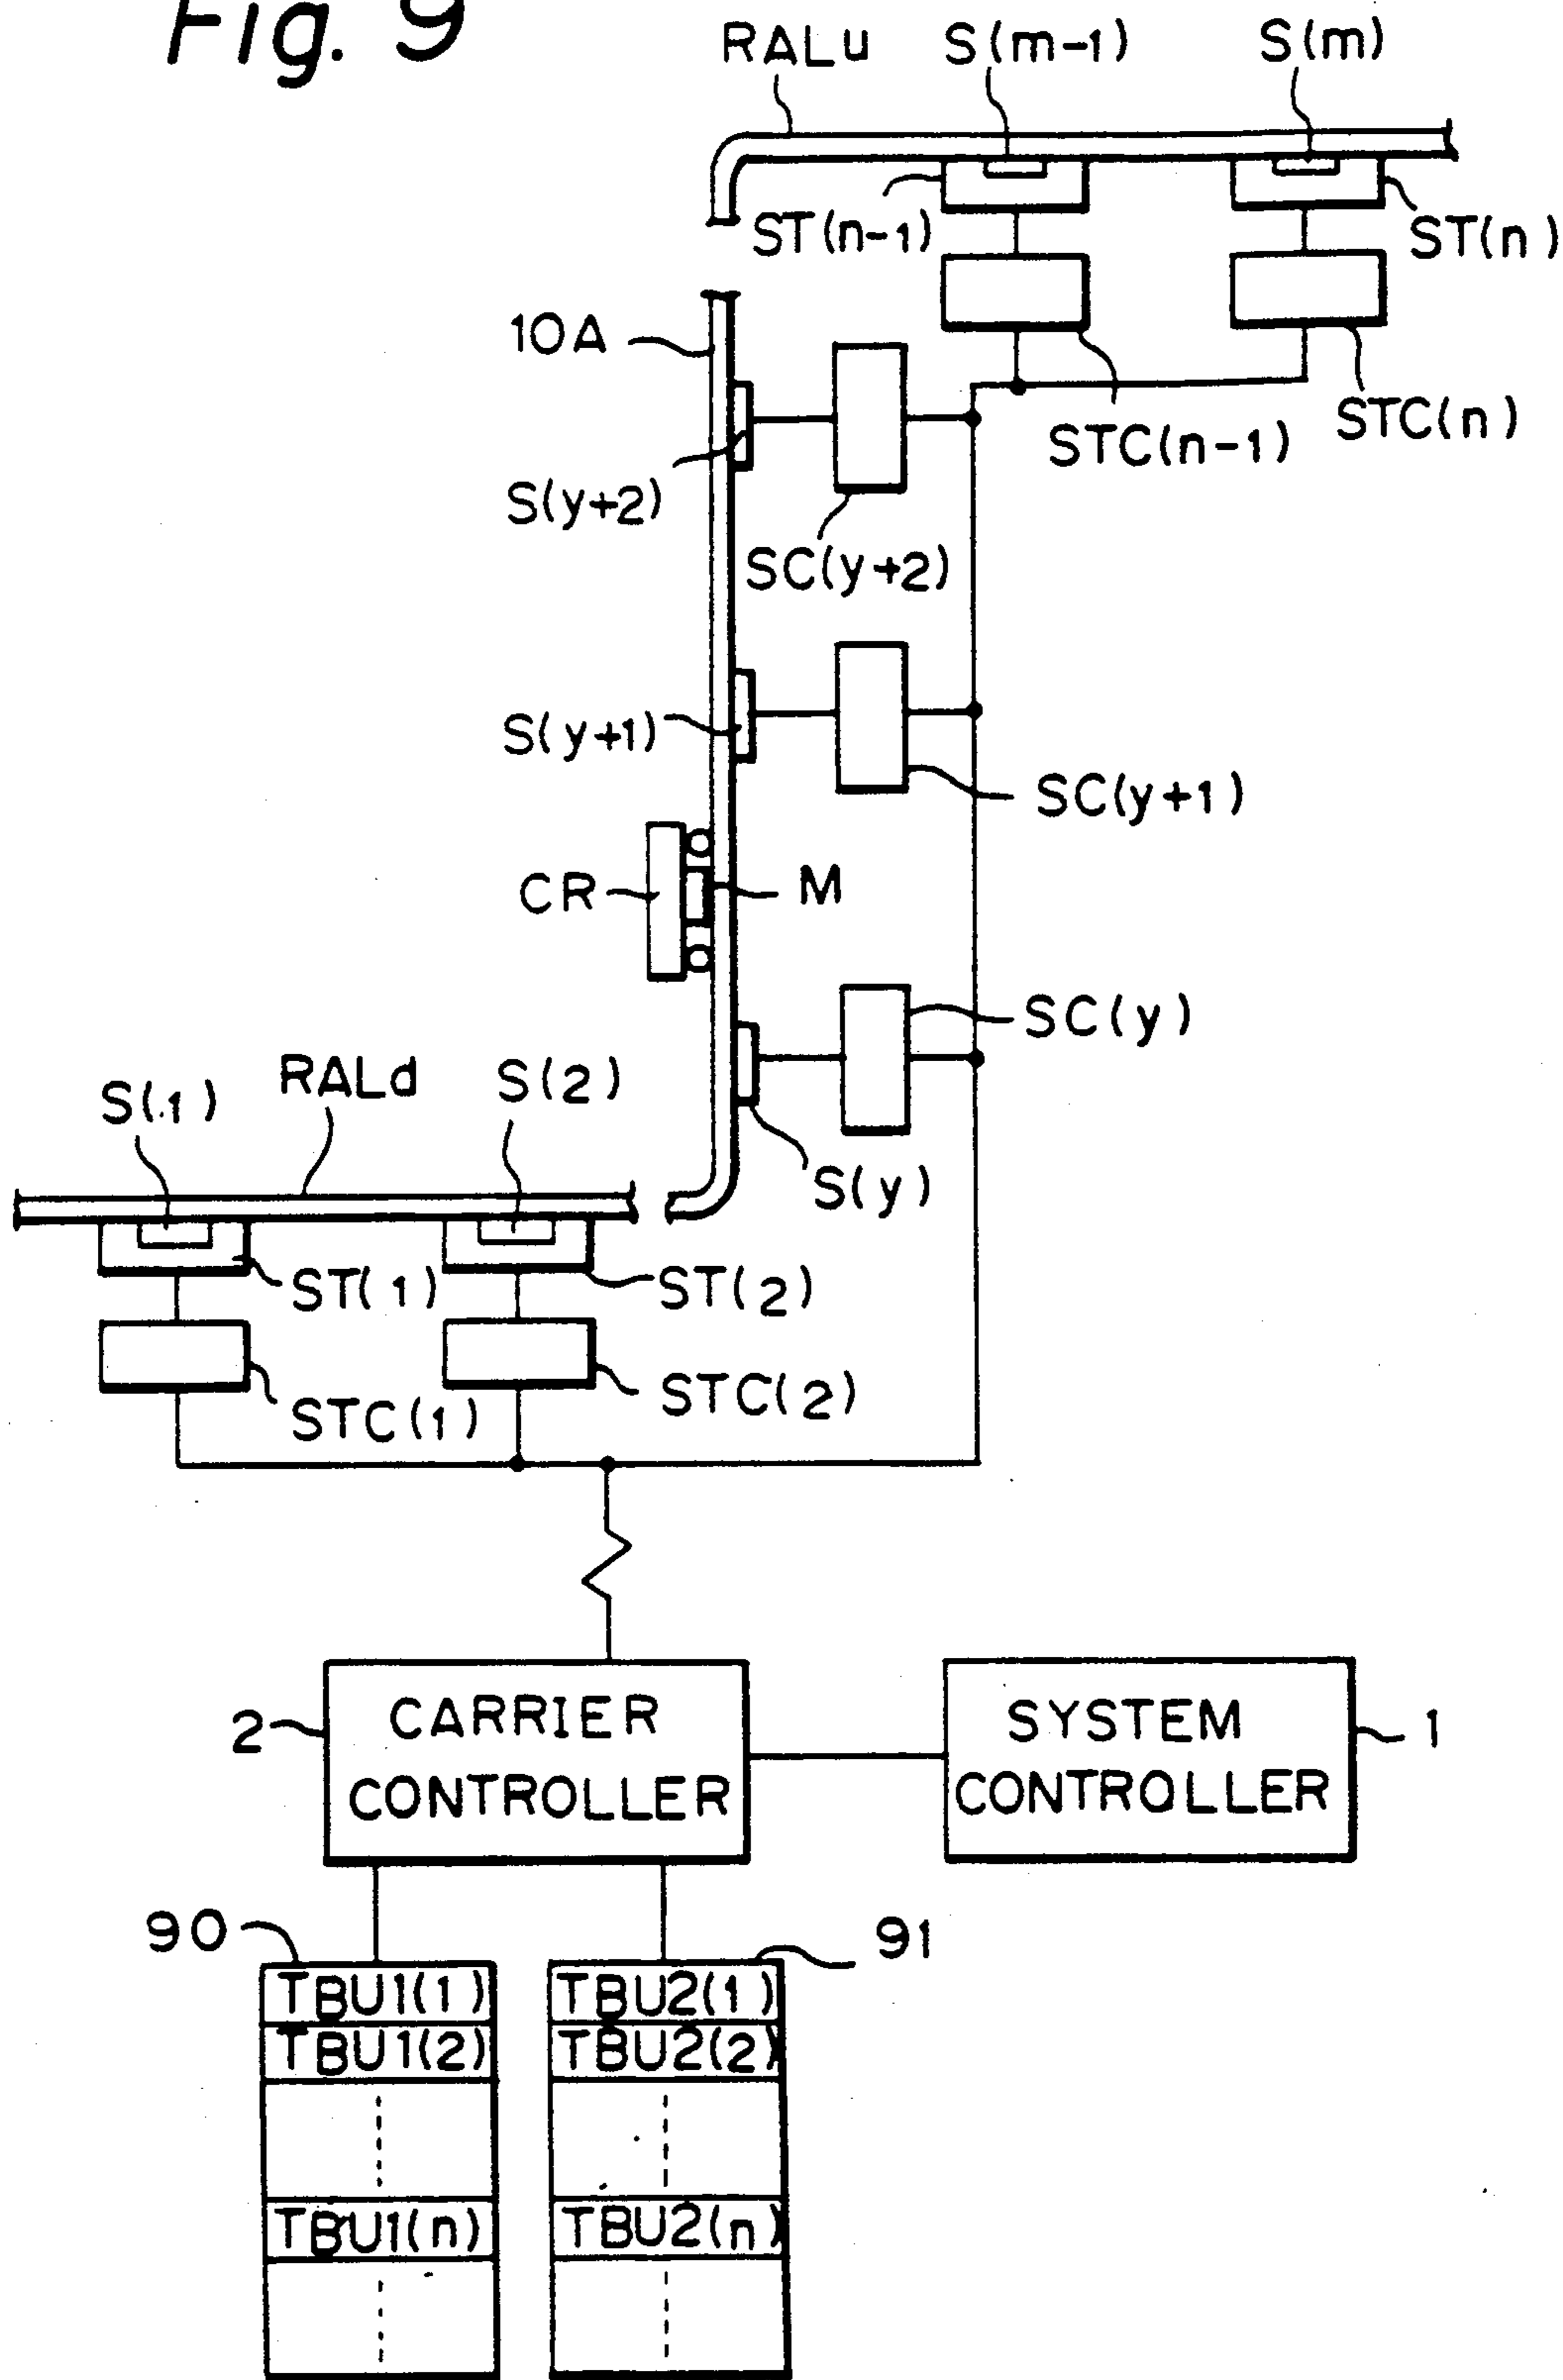 Fig. 9
RALu
S(m-1)
S(m)
ST(n-1)
ST(n)
10A
STC(n-1)
STC(n)
S(y+2)
SC(y+2)
S(y+1)
SC(y+1)
CR
M
SC(y)
S(1)
RALd
S(2)
S(y)
ST(1)
ST(2)
STC(1)
STC(2)
2
CARRIER
CONTROLLER
SYSTEM
CONTROLLER
1
90
91
TBU1(1)
TBU2(1)
TBU1(2)
TBU2(2)
TBU1(n)
TBU2(n)